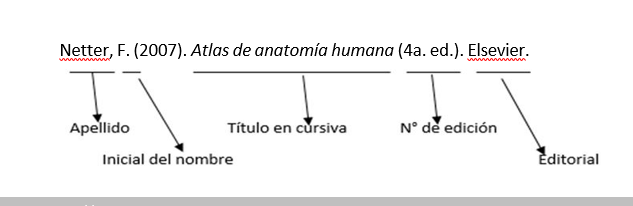 Netter, F. (2007). Atlas de anatomía humana (4a. ed.). Elsevier.
Apellido Título en cursiva N° de edición
Inicial del nombre Editorial